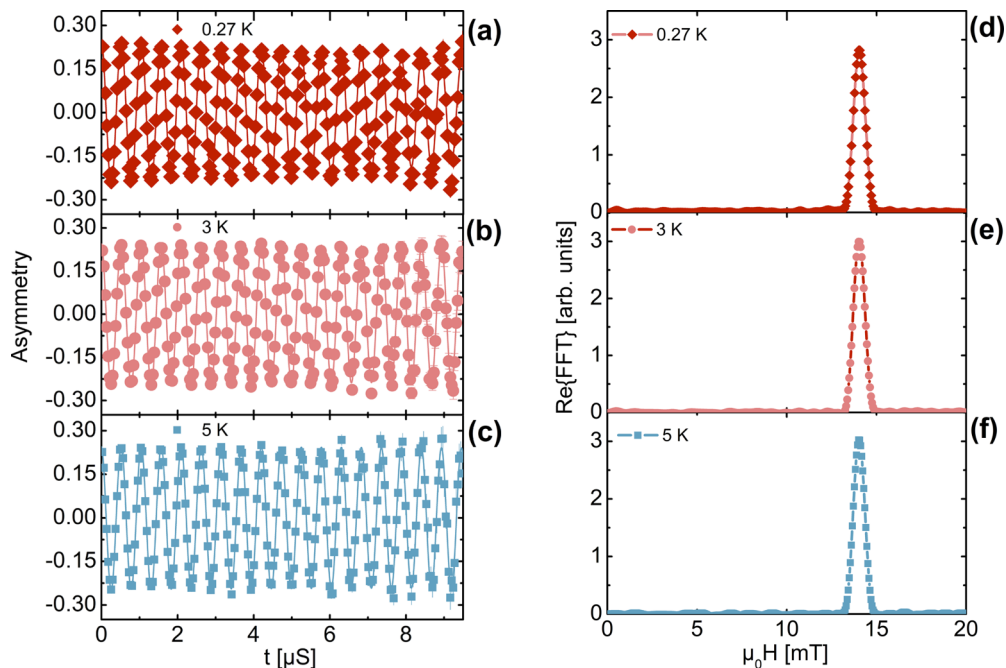 0.30
0.15
0.00
-0.15
-0.30
0.27 K
(a)
0.30
0.15
0.00
-0.15
-0.30
3 K
(b)
Asymmetry
0.30
0.15
0.00
-0.15
-0.30
5 K
(c)
0 2 4 6 8
t [µS]
3
2
1
0
0.27 K
(d)
3
2
1
0
3 K
(e)
Re{FFT} [arb. units]
3
2
1
0
5 K
(f)
0 5 10 15 20
µ0H [mT]